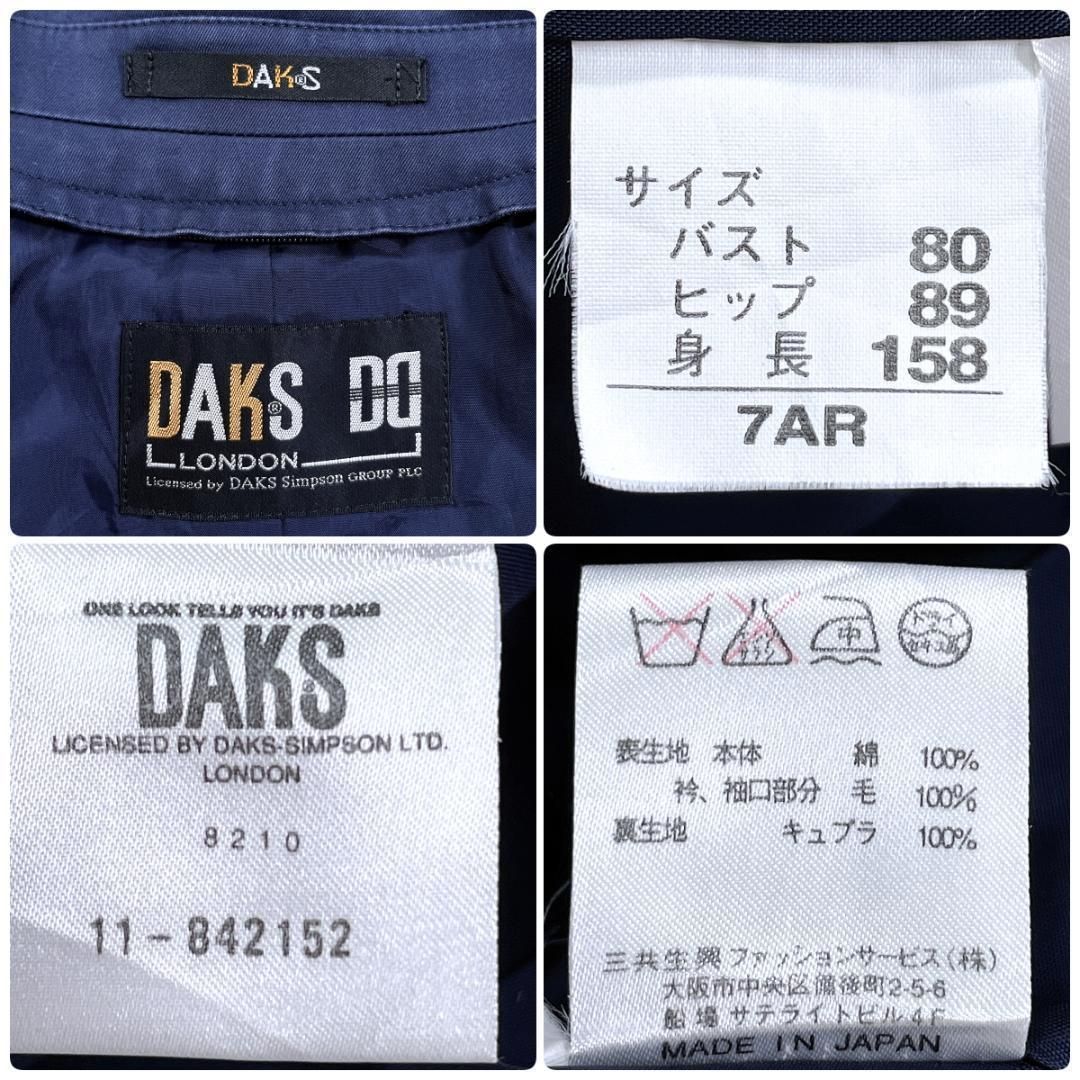 DAKS
DAKS DD
LONDON
Licensed by DAKS Simpson GROUP PLC
サイズ
バスト 80
ヒップ 89
身長 158
7AR
ONE LOOK TELLS YOU IT'S DAKS
DAKS
LICENSED BY DAKS-SIMPSON LTD.
LONDON
8210
11-842152
中 ドライ
表生地 本体 綿 100%
衿、袖口部分 毛 100%
裏生地 キュプラ 100%
三共生興ファッションサービス(株)
大阪市中央区備後町2-5-6
船場サテライトビル4F
MADE IN JAPAN